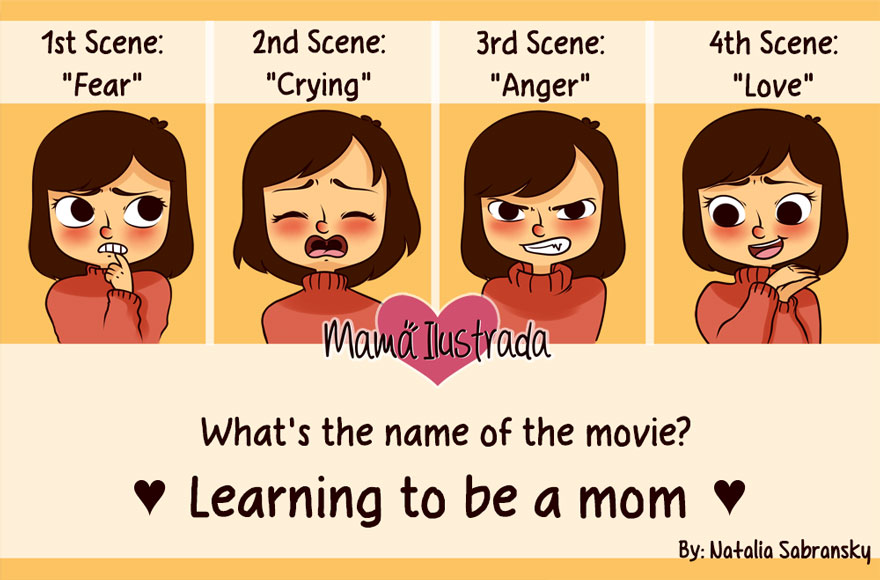 1st Scene:
"Fear"
2nd Scene:
"Crying"
3rd Scene:
"Anger"
4th Scene:
"Love"
Mamá Ilustrada
What's the name of the movie?
♥ Learning to be a mom ♥
By: Natalia Sabransky